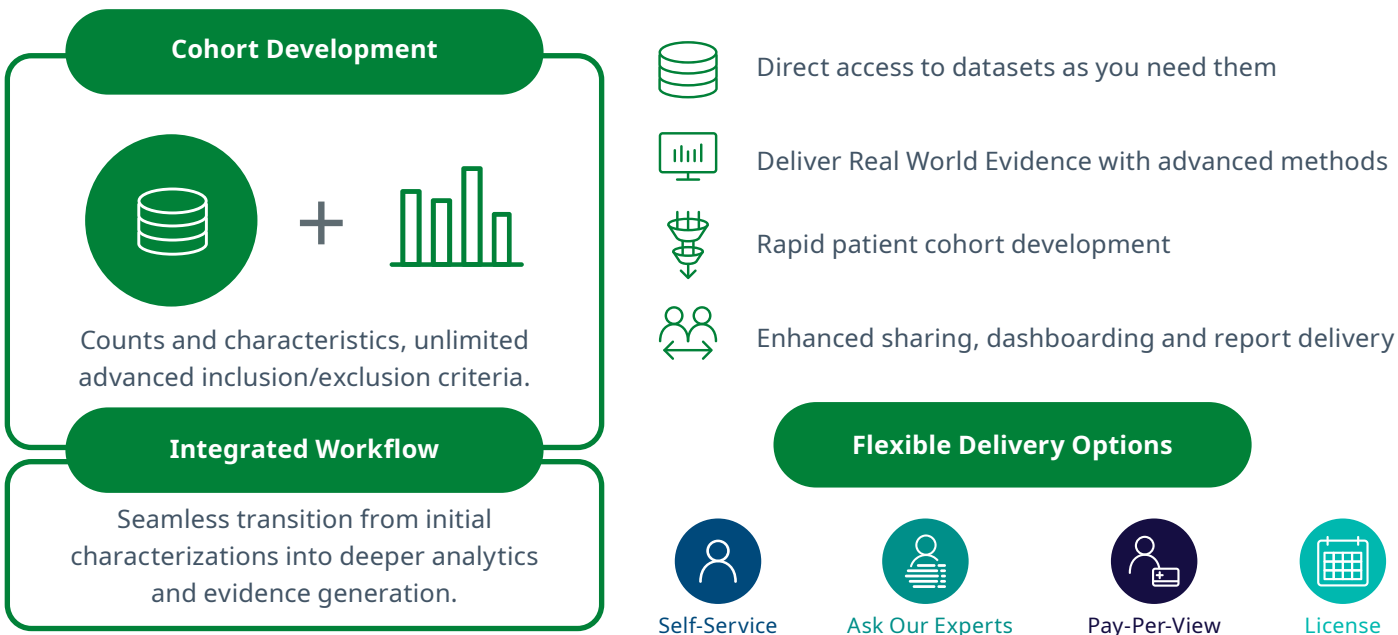 Cohort Development
Counts and characteristics, unlimited
advanced inclusion/exclusion criteria.
Integrated Workflow
Seamless transition from initial
characterizations into deeper analytics
and evidence generation.
Direct access to datasets as you need them
Deliver Real World Evidence with advanced methods
Rapid patient cohort development
Enhanced sharing, dashboarding and report delivery
Flexible Delivery Options
Self-Service
Ask Our Experts
Pay-Per-View
License